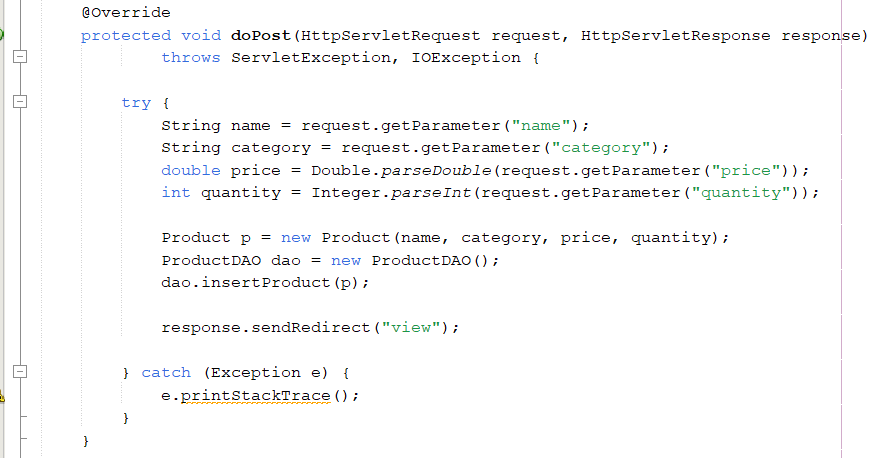 @Override
protected void doPost(HttpServletRequest request, HttpServletResponse response)
throws ServletException, IOException {
try {
String name = request.getParameter("name");
String category = request.getParameter("category");
double price = Double.parseDouble(request.getParameter("price"));
int quantity = Integer.parseInt(request.getParameter("quantity"));
Product p = new Product(name, category, price, quantity);
ProductDAO dao = new ProductDAO();
dao.insertProduct(p);
response.sendRedirect("view");
} catch (Exception e) {
e.printStackTrace();
}
}